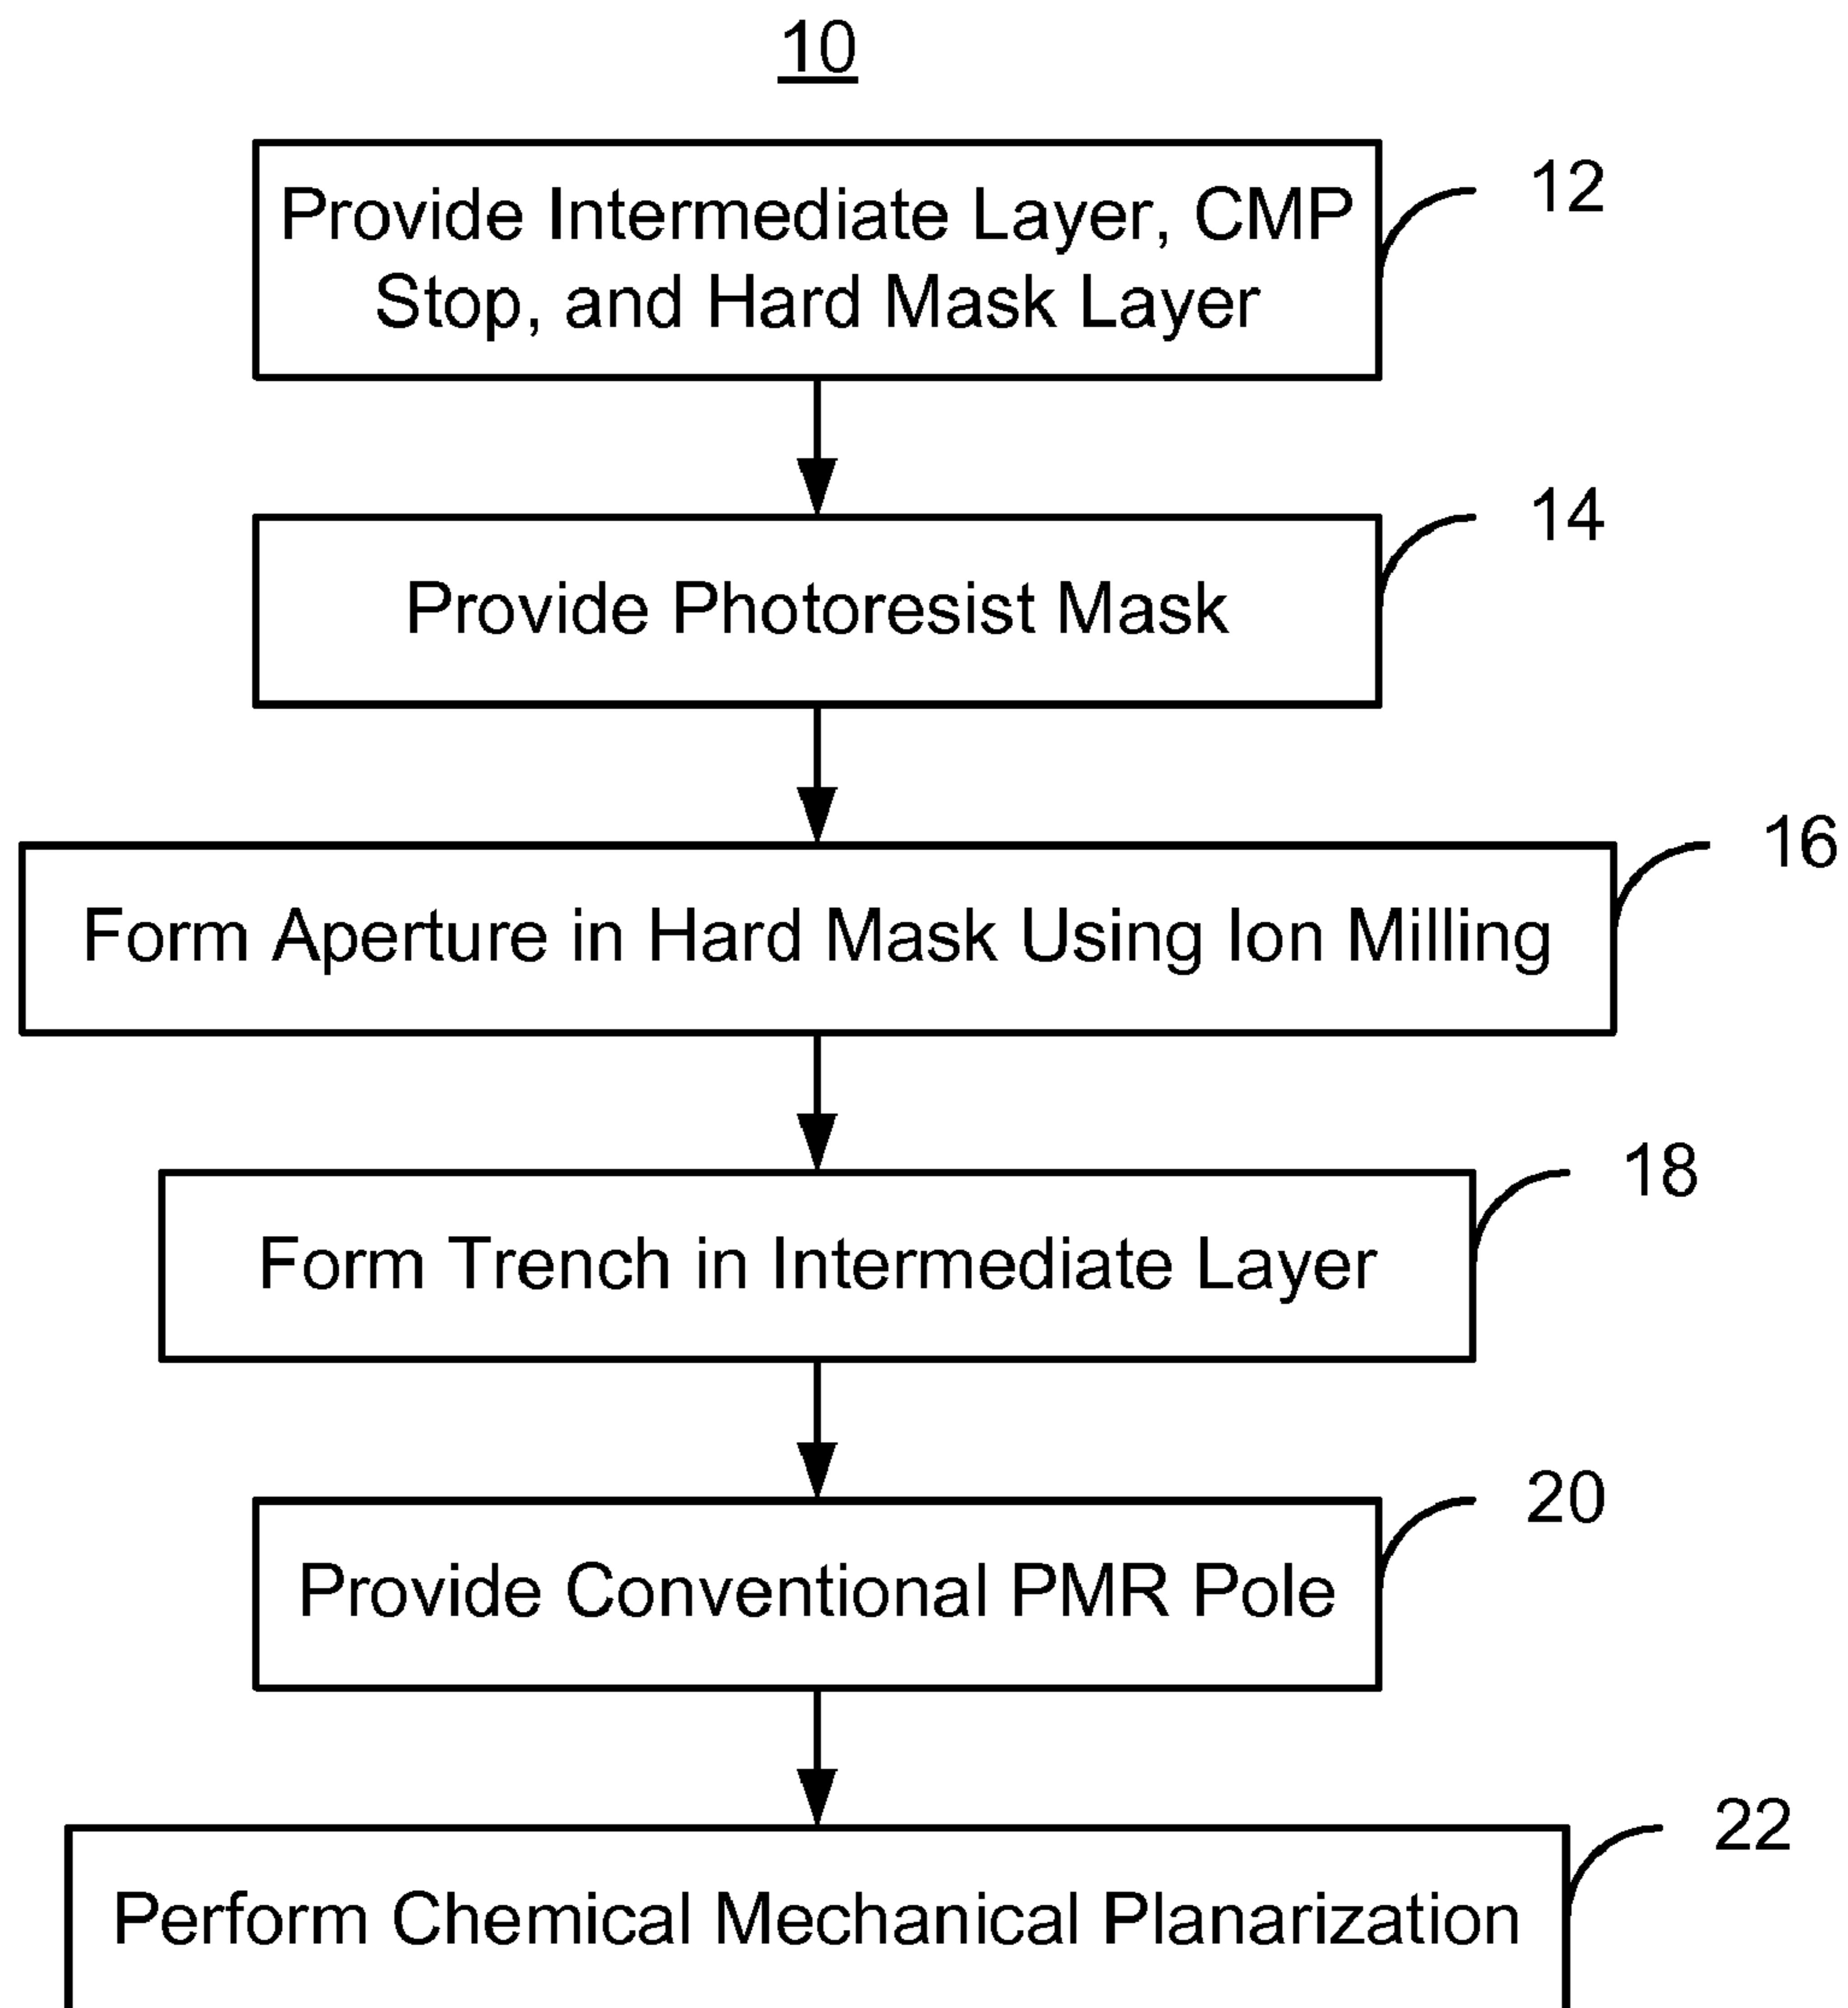 10
Provide Intermediate Layer, CMP
Stop, and Hard Mask Layer
12
Provide Photoresist Mask
14
Form Aperture in Hard Mask Using Ion Milling
16
Form Trench in Intermediate Layer
18
Provide Conventional PMR Pole
20
Perform Chemical Mechanical Planarization
22